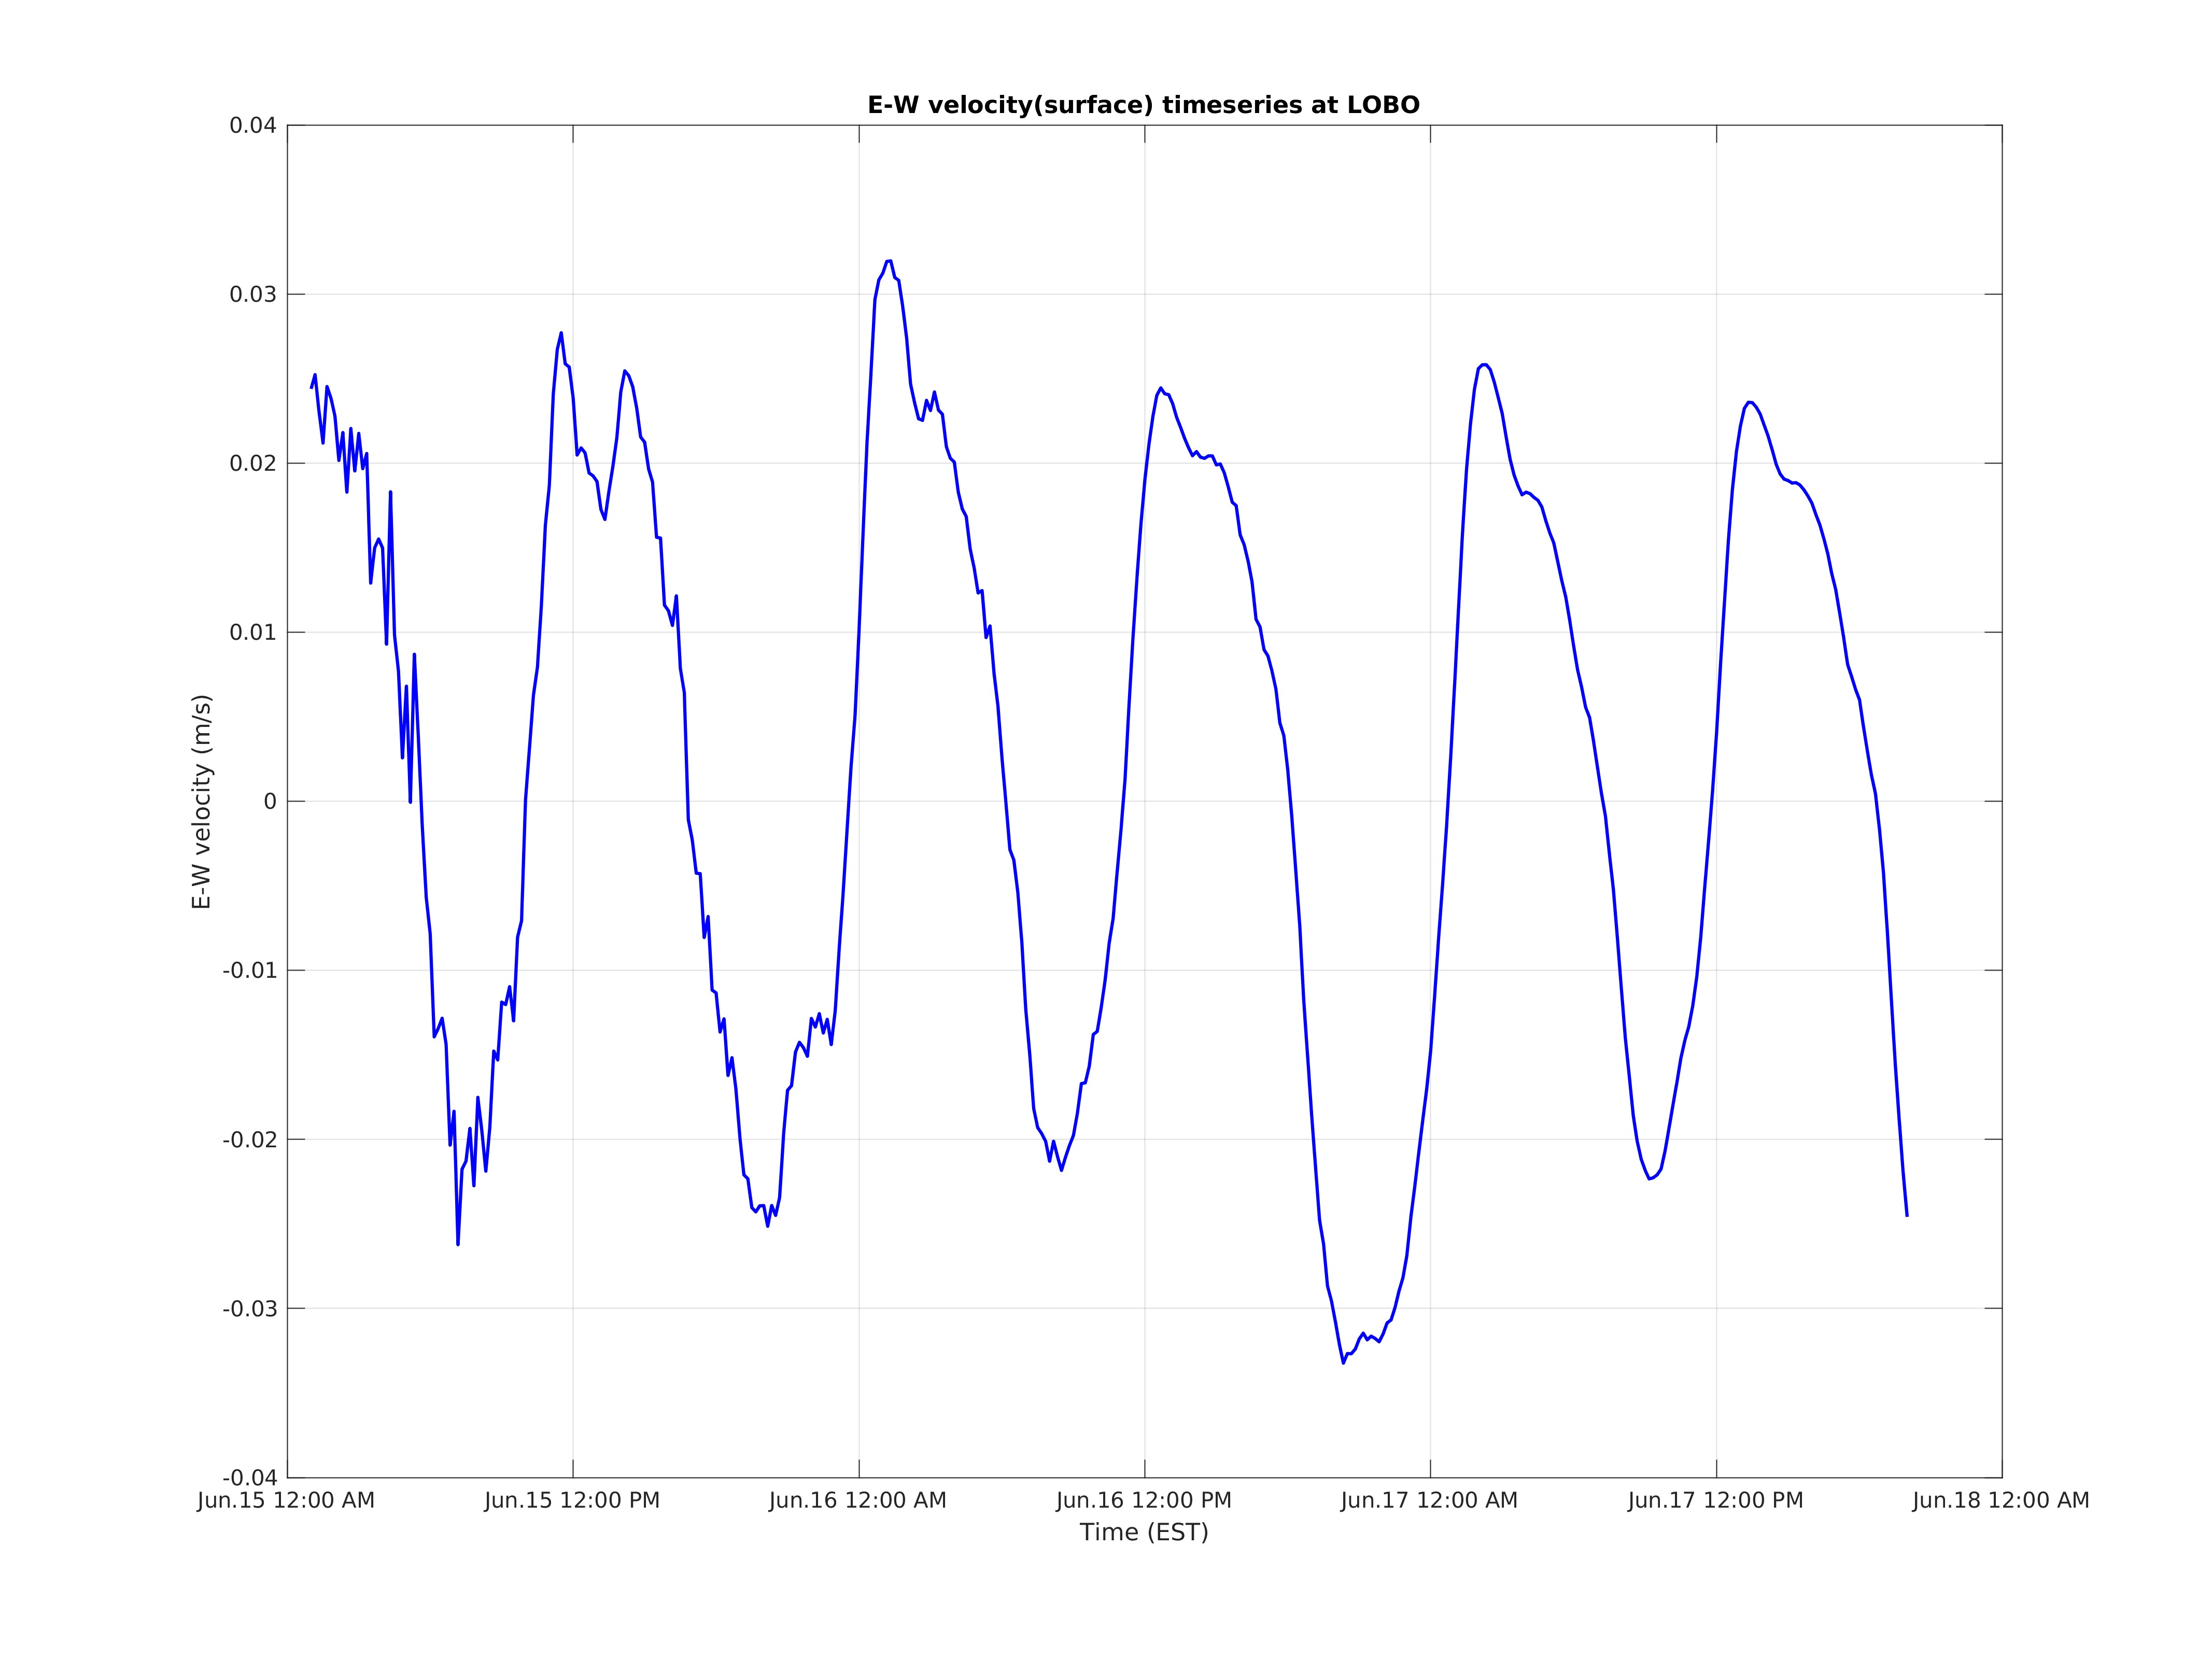 E-W velocity(surface) timeseries at LOBO
0.04
0.03
0.02
0.01
0
-0.01
-0.02
-0.03
-0.04
E-W velocity (m/s)
Jun.15 12:00 AM
Jun.15 12:00 PM
Jun.16 12:00 AM
Jun.16 12:00 PM
Jun.17 12:00 AM
Jun.17 12:00 PM
Jun.18 12:00 AM
Time (EST)